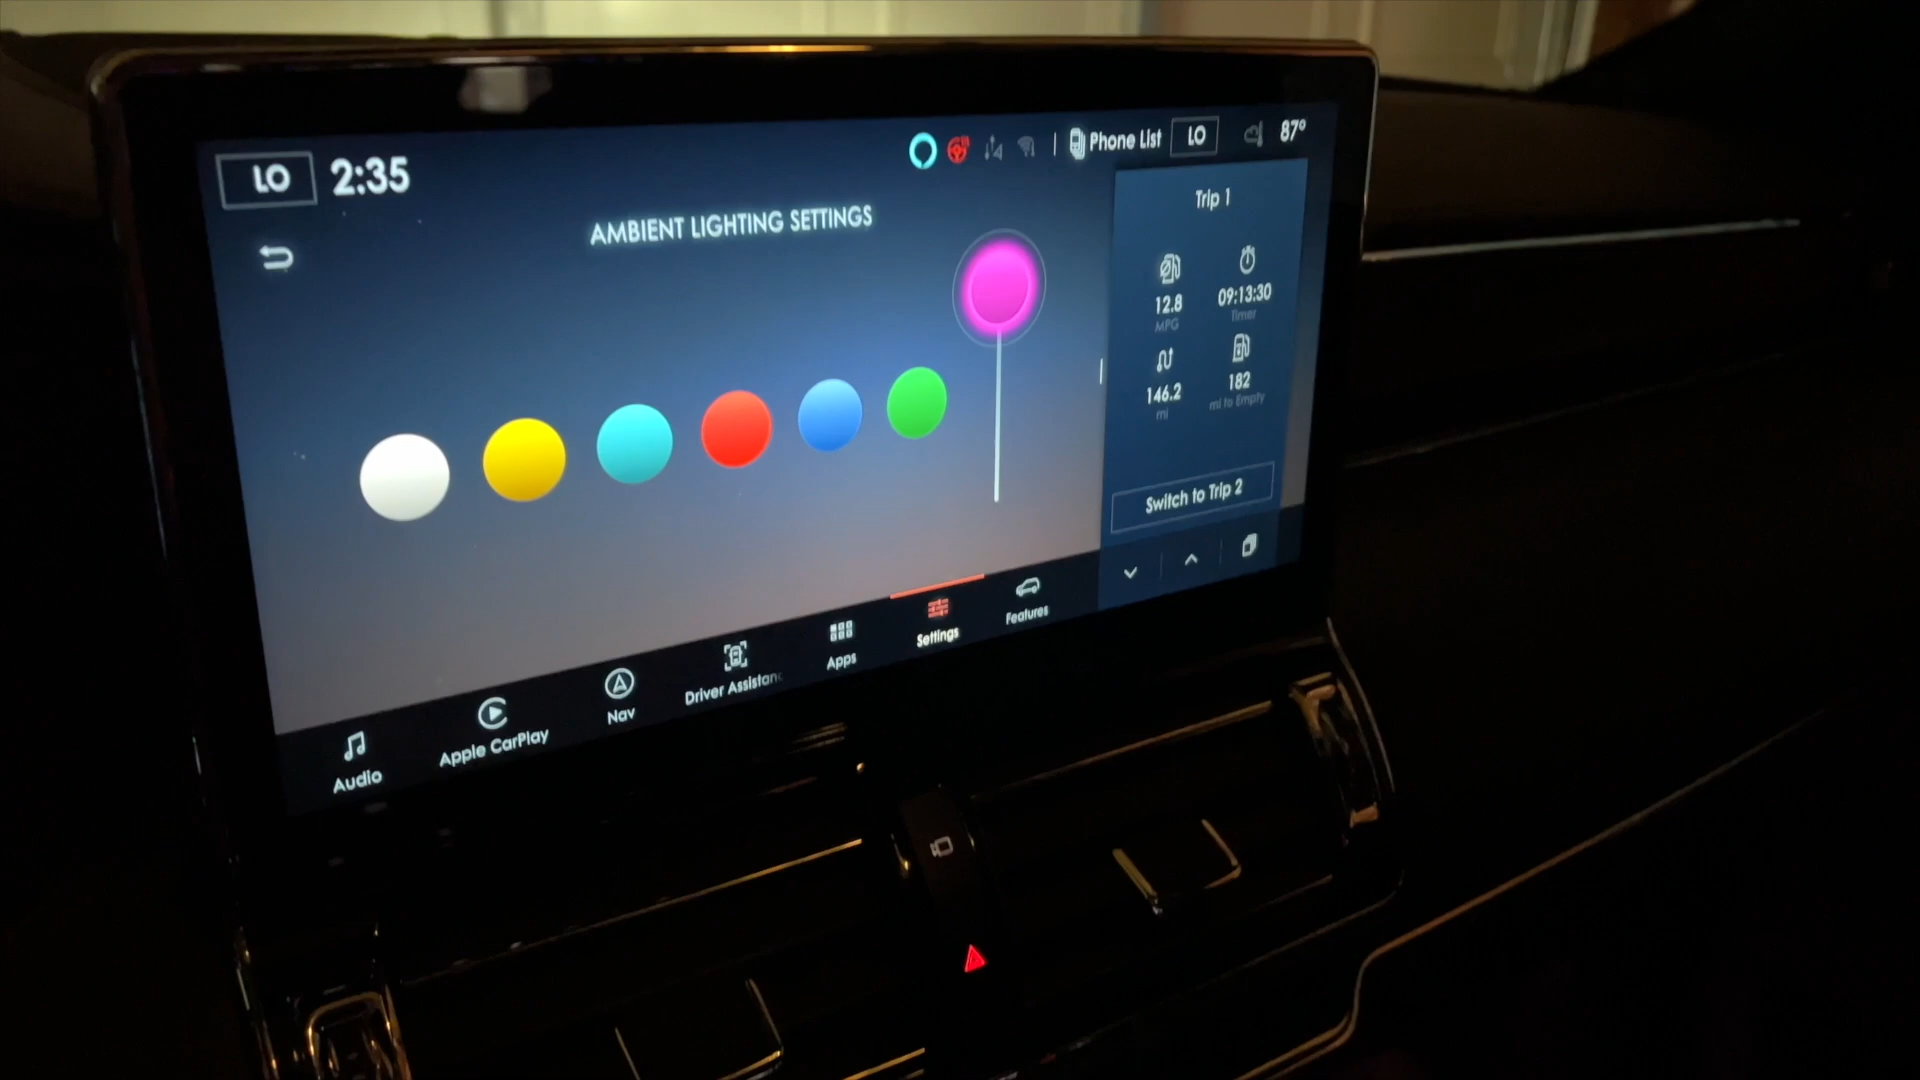 LO 2:35
Phone List LO 87°
AMBIENT LIGHTING SETTINGS
Trip 1
12.8 09:13:30
MPG Timer
146.2 182
mi mi to Empty
Switch to Trip 2
Audio
Apple CarPlay
Nav
Driver Assistanc
Apps
Settings
Features